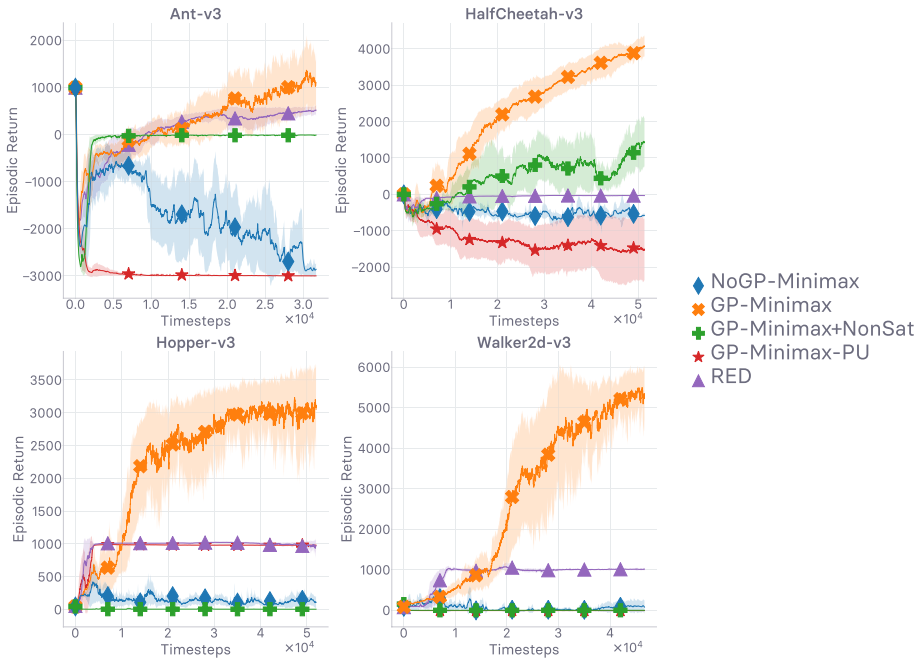 Ant-v3
HalfCheetah-v3
Episodic Return
2000
1000
0
−1000
−2000
−3000
0.0 0.5 1.0 1.5 2.0 2.5 3.0
Timesteps
×10⁴
Episodic Return
4000
3000
2000
1000
0
−1000
−2000
0 1 2 3 4 5
Timesteps
×10⁴
Hopper-v3
Walker2d-v3
Episodic Return
3500
3000
2500
2000
1500
1000
500
0
0 1 2 3 4 5
Timesteps
×10⁴
Episodic Return
6000
5000
4000
3000
2000
1000
0
0 1 2 3 4
Timesteps
×10⁴
NoGP-Minimax
GP-Minimax
GP-Minimax+NonSat
GP-Minimax-PU
RED